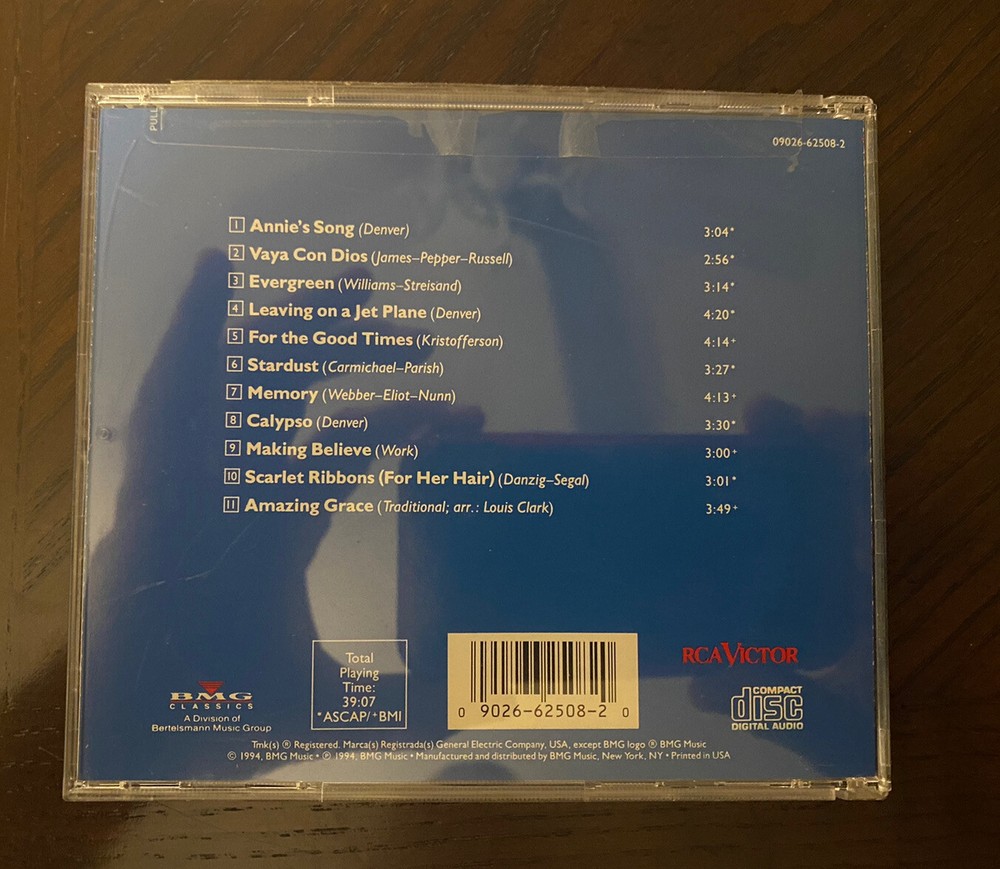 PULL
09026-62508-2
1 Annie's Song (Denver) 3:04*
2 Vaya Con Dios (James–Pepper–Russell) 2:56*
3 Evergreen (Williams–Streisand) 3:14*
4 Leaving on a Jet Plane (Denver) 4:20*
5 For the Good Times (Kristofferson) 4:14+
6 Stardust (Carmichael–Parish) 3:27*
7 Memory (Webber–Eliot–Nunn) 4:13+
8 Calypso (Denver) 3:30*
9 Making Believe (Work) 3:00+
10 Scarlet Ribbons (For Her Hair) (Danzig–Segal) 3:01*
11 Amazing Grace (Traditional; arr.: Louis Clark) 3:49+
BMG
CLASSICS
A Division of
Bertelsmann Music Group
Total
Playing
Time:
39:07
*ASCAP/+BMI
0 9026-62508-2 0
RCA VICTOR
COMPACT
disc
DIGITAL AUDIO
Tmk(s) ® Registered. Marca(s) Registrada(s) General Electric Company, USA, except BMG logo ® BMG Music
© 1994, BMG Music • ℗ 1994, BMG Music • Manufactured and distributed by BMG Music, New York, NY • Printed in USA